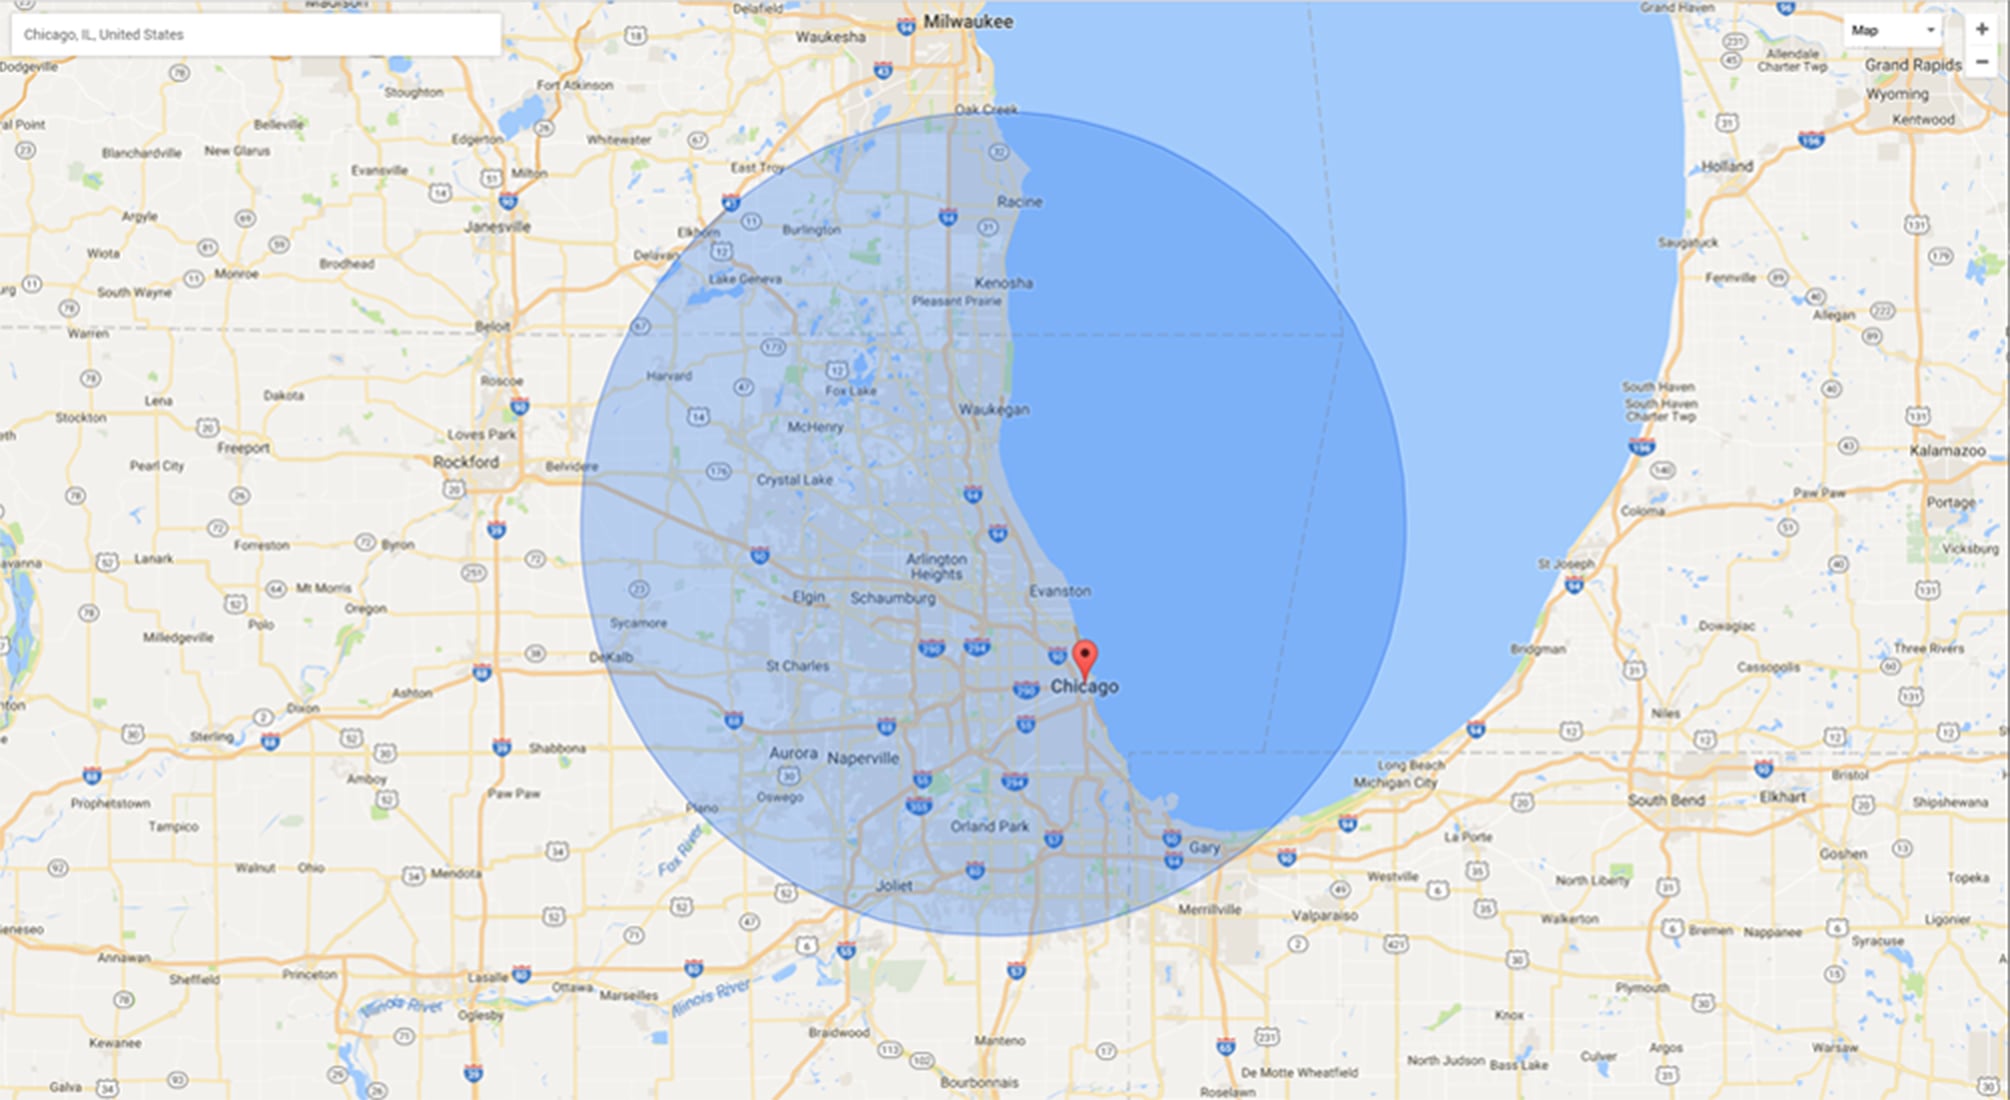 Chicago, IL, United States
Map
Delafield
Milwaukee
Waukesha
Grand Haven
Allendale
Charter Twp
Grand Rapids
Wyoming
Kentwood
Dodgeville
Stoughton
Fort Atkinson
Oak Creek
Belleville
Edgerton
Whitewater
Blanchardville
New Glarus
Evansville
Milton
East Troy
Holland
Argyle
Janesville
Elkhorn
Burlington
Racine
Saugatuck
Wiota
Brodhead
Delavan
Monroe
Lake Geneva
Kenosha
Fennville
South Wayne
Pleasant Prairie
Allegan
Warren
Beloit
Harvard
Roscoe
Fox Lake
South Haven
South Haven
Charter Twp
Lena
Dakota
Stockton
Waukegan
McHenry
Loves Park
Freeport
Kalamazoo
Pearl City
Rockford
Belvidere
Crystal Lake
Paw Paw
Portage
Coloma
Forreston
Byron
Lanark
Arlington
Heights
Vicksburg
St Joseph
Mt Morris
Elgin
Schaumburg
Evanston
Oregon
Polo
Sycamore
Dowagiac
Milledgeville
Bridgman
Three Rivers
DeKalb
St Charles
Cassopolis
Chicago
Ashton
Dixon
Niles
Sterling
Shabbona
Aurora
Naperville
Long Beach
Michigan City
Bristol
Amboy
Paw Paw
Oswego
South Bend
Elkhart
Shipshewana
Prophetstown
Plano
Tampico
Orland Park
La Porte
Fox River
Gary
Goshen
Walnut
Ohio
Mendota
Joliet
Westville
North Liberty
Topeka
Merrillville
Valparaiso
Walkerton
Ligonier
Bremen
Nappanee
Syracuse
Annawan
Sheffield
Princeton
Lasalle
Ottawa
Marseilles
Illinois River
Illinois River
Oglesby
Plymouth
Knox
Braidwood
Manteno
Kewanee
Culver
Argos
Warsaw
North Judson
Bass Lake
De Motte
Wheatfield
Galva
Bourbonnais
Roselawn